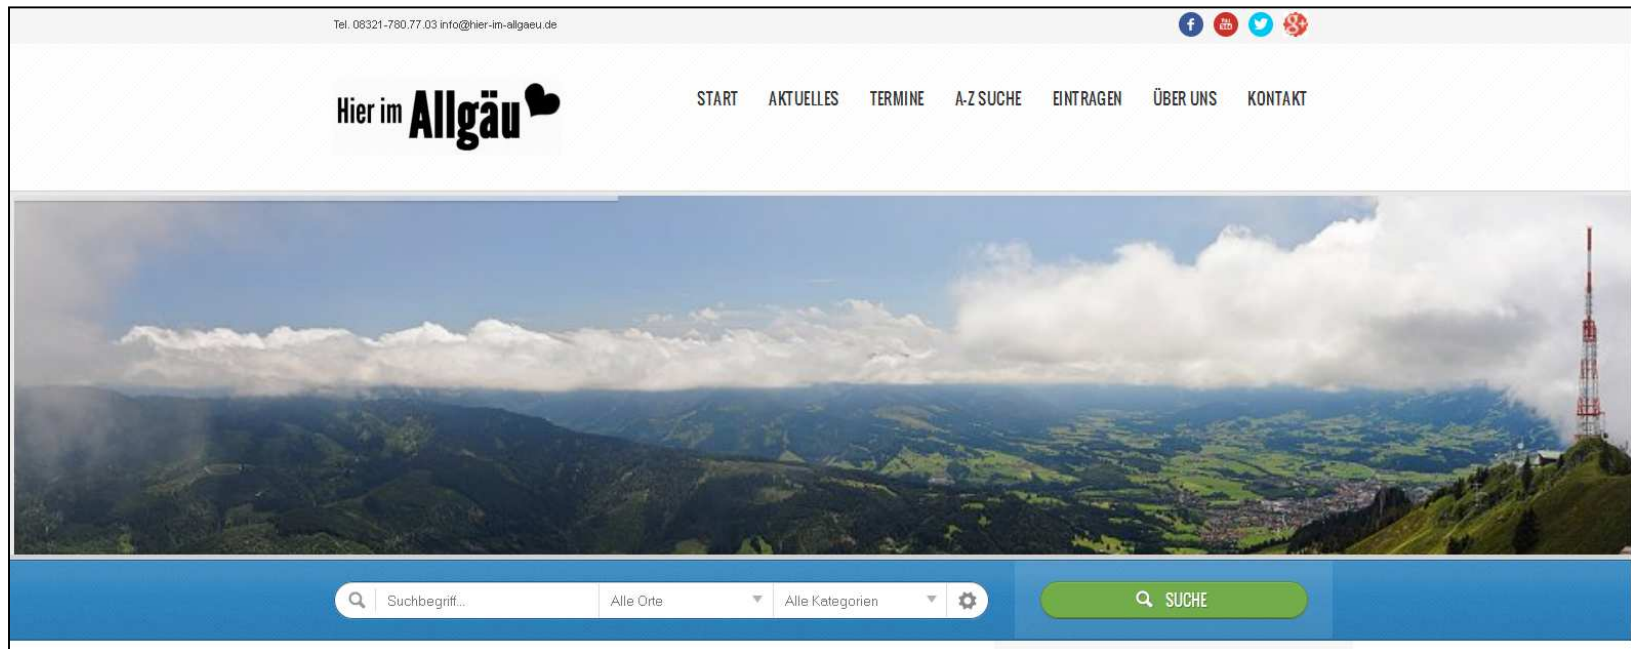 Tel. 08321-780.77.03 info@hier-im-allgaeu.de
Hier im Allgäu
START AKTUELLES TERMINE A-Z SUCHE EINTRAGEN ÜBER UNS KONTAKT
Suchbegriff... Alle Orte Alle Kategorien SUCHE